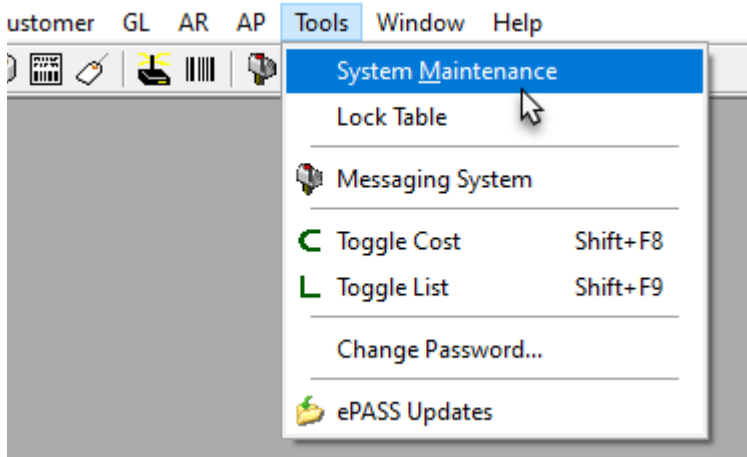 ustomer GL AR AP Tools Window Help
System Maintenance
Lock Table
Messaging System
Toggle Cost Shift+F8
Toggle List Shift+F9
Change Password...
ePASS Updates